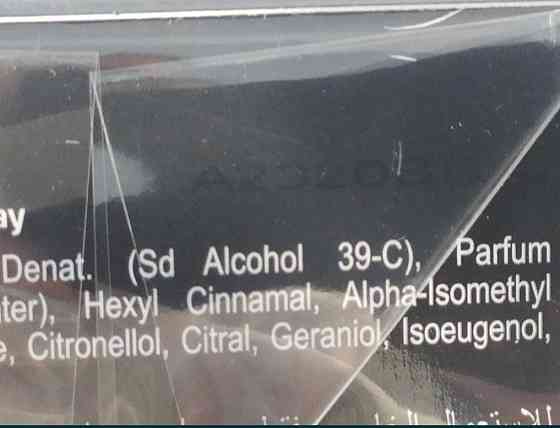 ay
Denat. (Sd Alcohol 39-C), Parfum
ter), Hexyl Cinnamal, Alpha-Isomethyl
e, Citronellol, Citral, Geraniol, Isoeugenol,